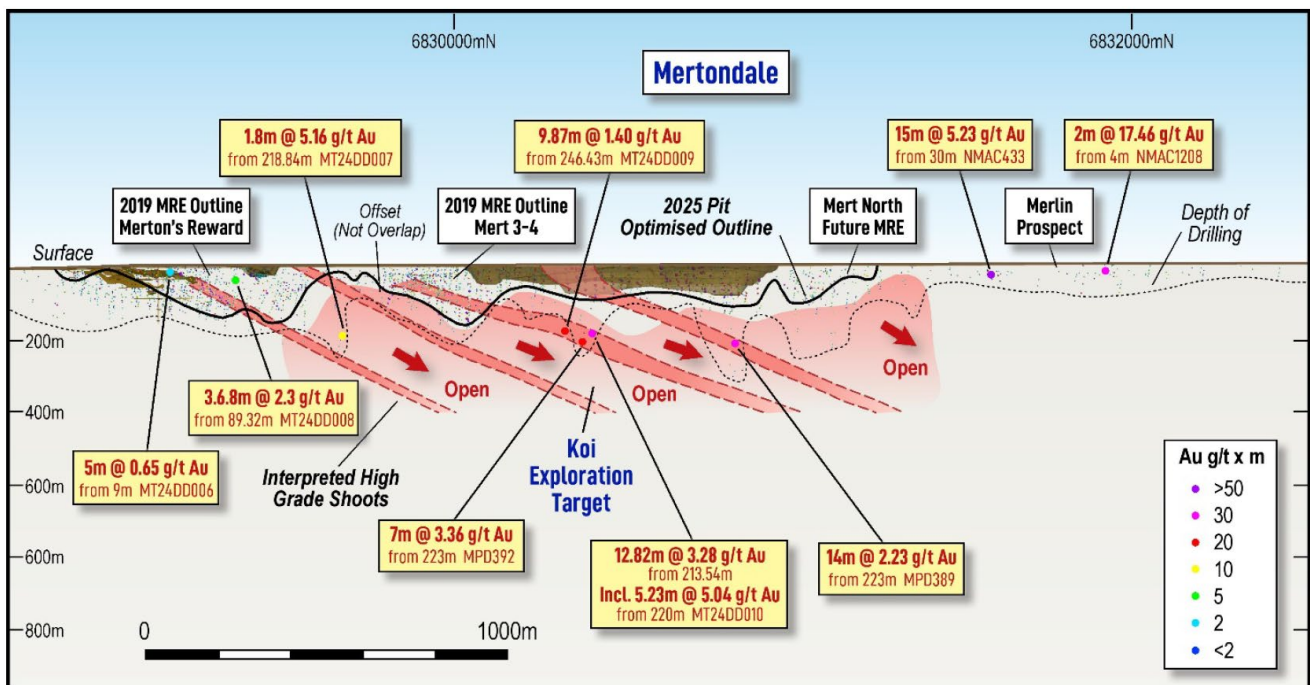 6830000mN
6832000mN
Mertondale
1.8m @ 5.16 g/t Au
from 218.84m MT24DD007
9.87m @ 1.40 g/t Au
from 246.43m MT24DD009
15m @ 5.23 g/t Au
from 30m NMAC433
2m @ 17.46 g/t Au
from 4m NMAC1208
2019 MRE Outline
Merton's Reward
Offset
(Not Overlap)
2019 MRE Outline
Mert 3-4
2025 Pit
Optimised Outline
Mert North
Future MRE
Merlin
Prospect
Depth of
Drilling
Surface
200m
400m
600m
800m
Open
Open
Open
3.6.8m @ 2.3 g/t Au
from 89.32m MT24DD008
5m @ 0.65 g/t Au
from 9m MT24DD006
Interpreted High
Grade Shoots
Koi
Exploration
Target
7m @ 3.36 g/t Au
from 223m MPD392
12.82m @ 3.28 g/t Au
from 213.54m
Incl. 5.23m @ 5.04 g/t Au
from 220m MT24DD010
14m @ 2.23 g/t Au
from 223m MPD389
Au g/t x m
>50
30
20
10
5
2
<2
0
1000m